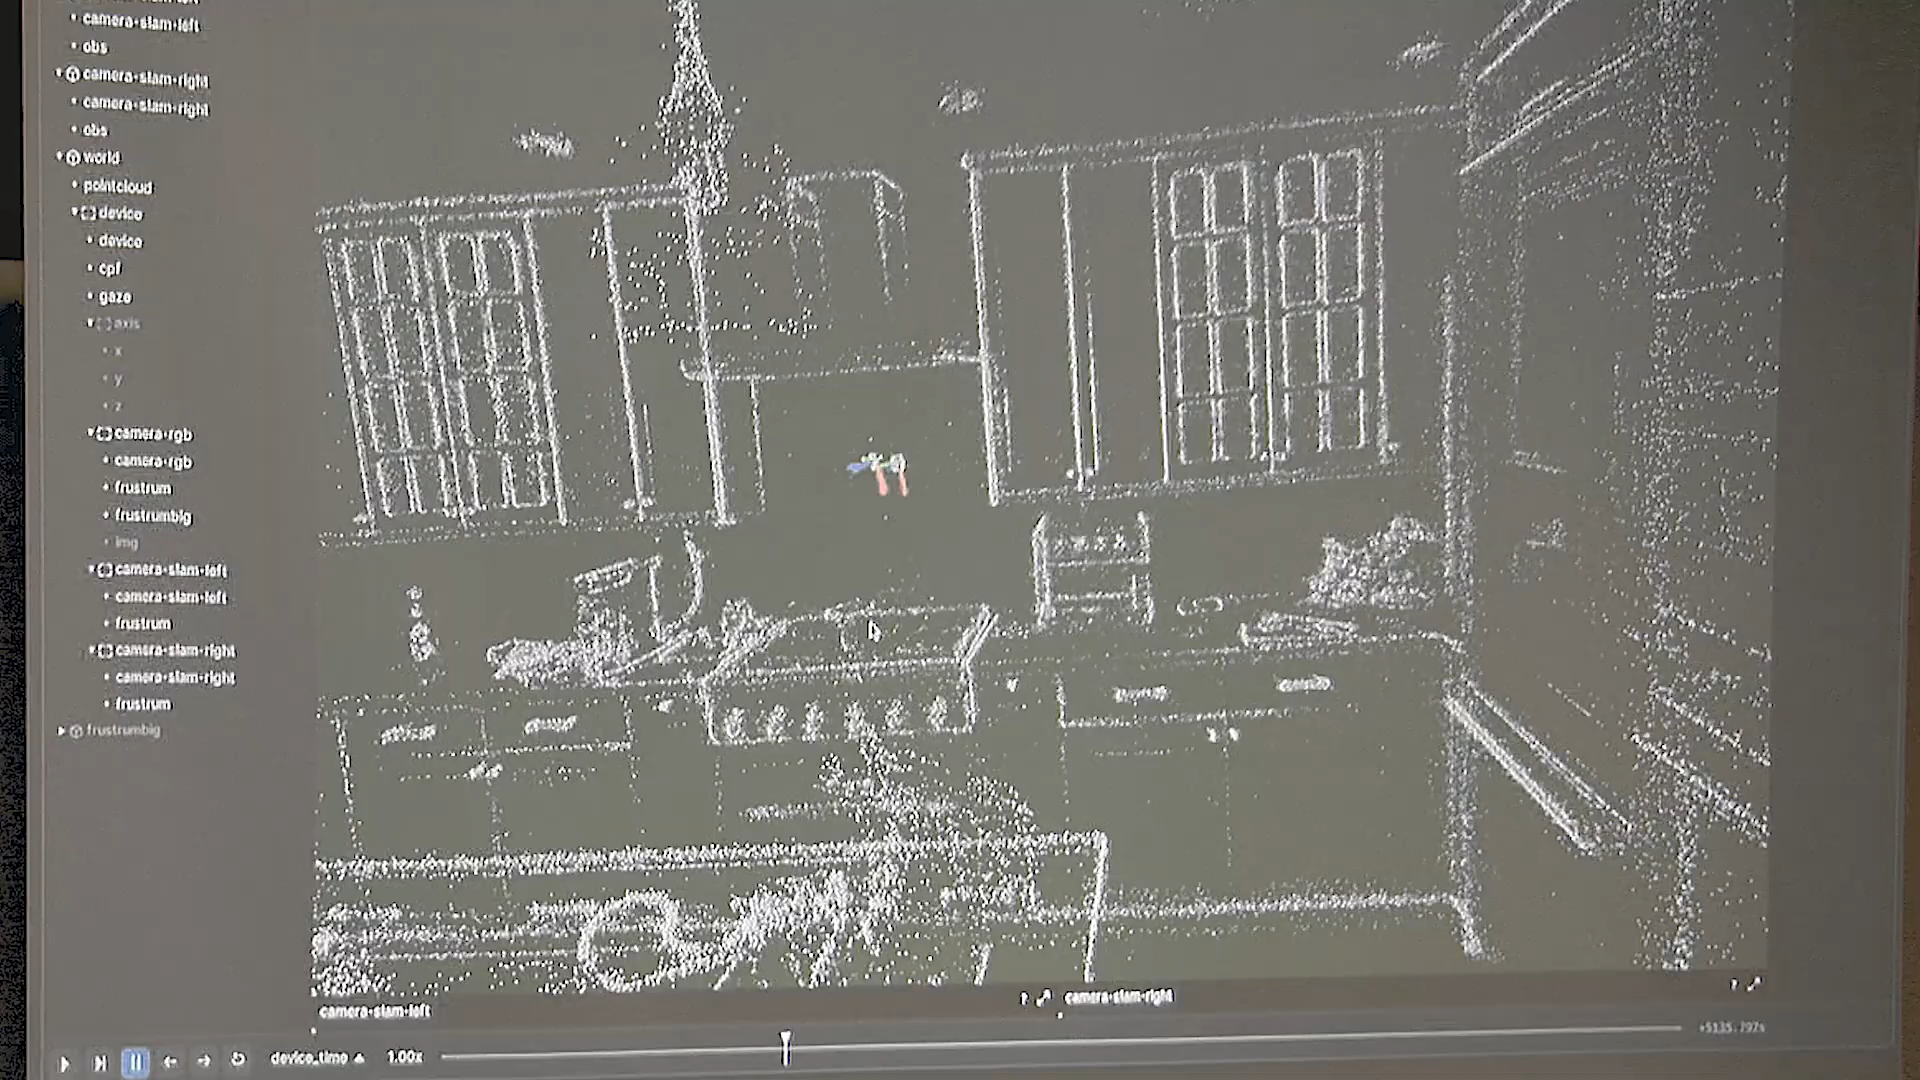 camera-slam-left
obs
camera-slam-right
camera-slam-right
obs
world
pointcloud
device
device
cpf
gaze
axis
x
y
z
camera-rgb
camera-rgb
frustrum
frustrumbig
img
camera-slam-left
camera-slam-left
frustrum
camera-slam-right
camera-slam-right
frustrum
frustrumbig
camera-slam-left
? camera-slam-right
?
device_time 1.00x
+5135.797s